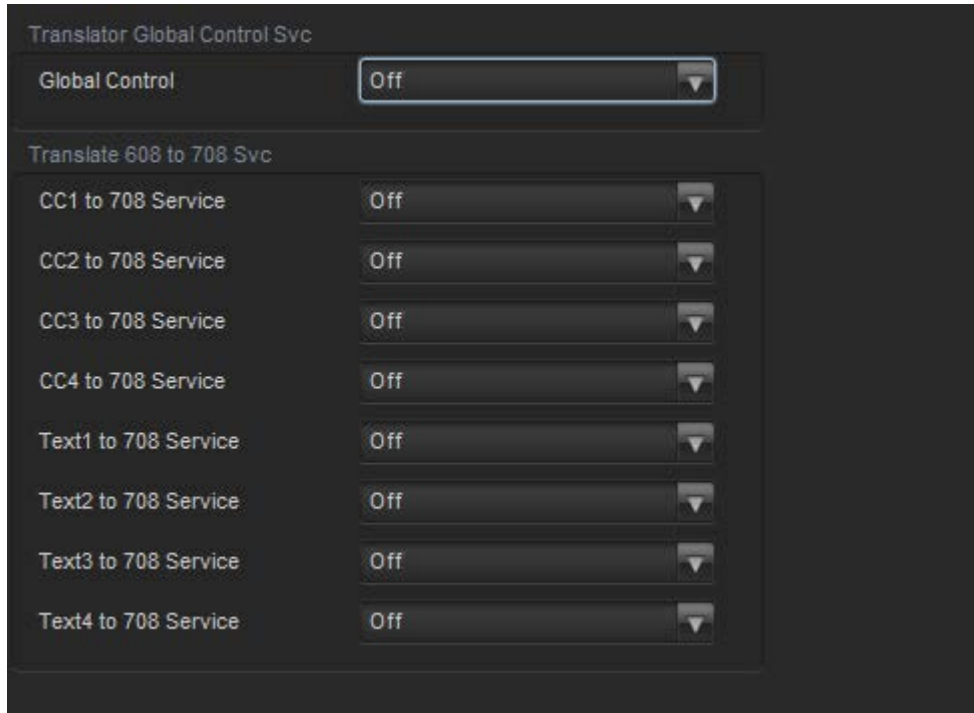 Translator Global Control Svc
Global Control Off
Translate 608 to 708 Svc
CC1 to 708 Service Off
CC2 to 708 Service Off
CC3 to 708 Service Off
CC4 to 708 Service Off
Text1 to 708 Service Off
Text2 to 708 Service Off
Text3 to 708 Service Off
Text4 to 708 Service Off